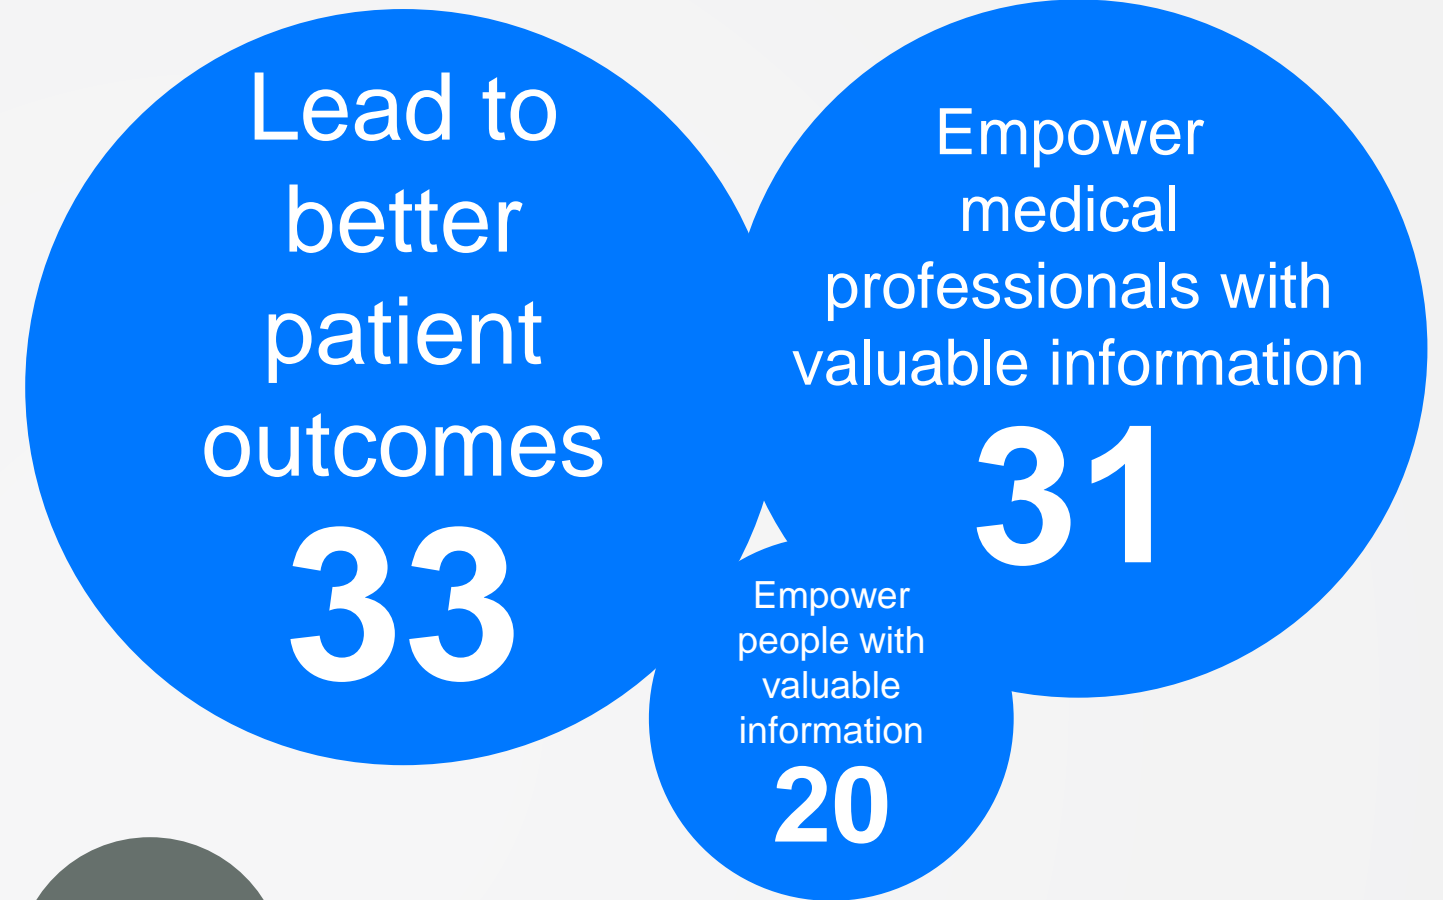 Lead to
better
patient
outcomes
33
Empower
medical
professionals with
valuable information
31
Empower
people with
valuable
information
20